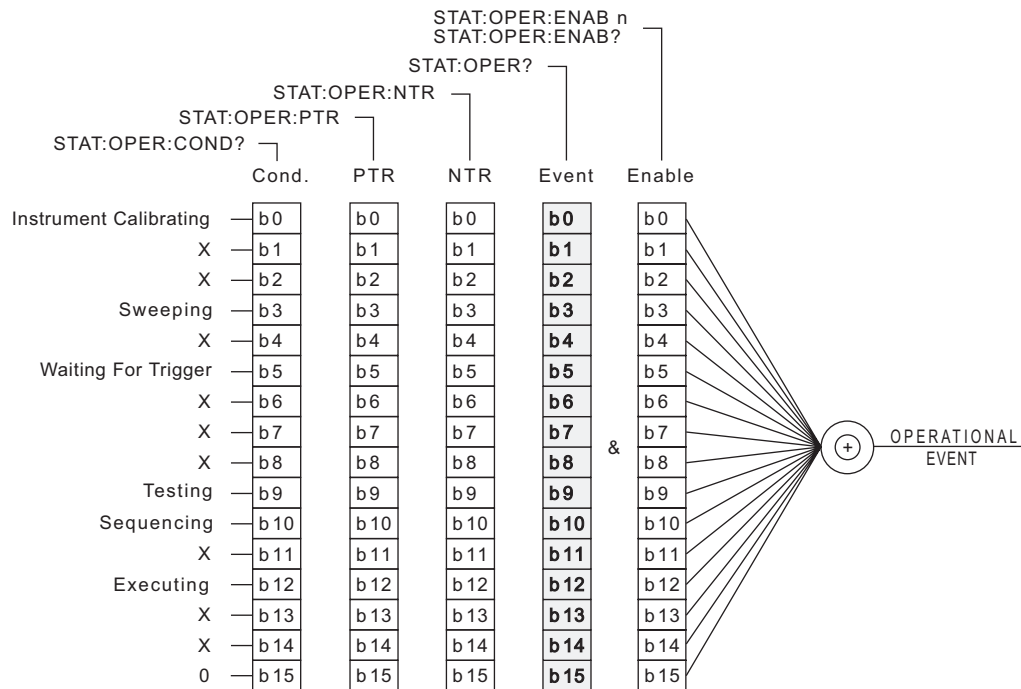 STAT:OPER:ENAB n
STAT:OPER:ENAB?
STAT:OPER?
STAT:OPER:NTR
STAT:OPER:PTR
STAT:OPER:COND?
Cond. PTR NTR Event Enable
Instrument Calibrating b0 b0 b0 b0 b0
X b1 b1 b1 b1 b1
X b2 b2 b2 b2 b2
Sweeping b3 b3 b3 b3 b3
X b4 b4 b4 b4 b4
Waiting For Trigger b5 b5 b5 b5 b5
X b6 b6 b6 b6 b6
X b7 b7 b7 b7 b7
&
X b8 b8 b8 b8 b8
+ OPERATIONAL
EVENT
Testing b9 b9 b9 b9 b9
Sequencing b10 b10 b10 b10 b10
X b11 b11 b11 b11 b11
Executing b12 b12 b12 b12 b12
X b13 b13 b13 b13 b13
X b14 b14 b14 b14 b14
0 b15 b15 b15 b15 b15